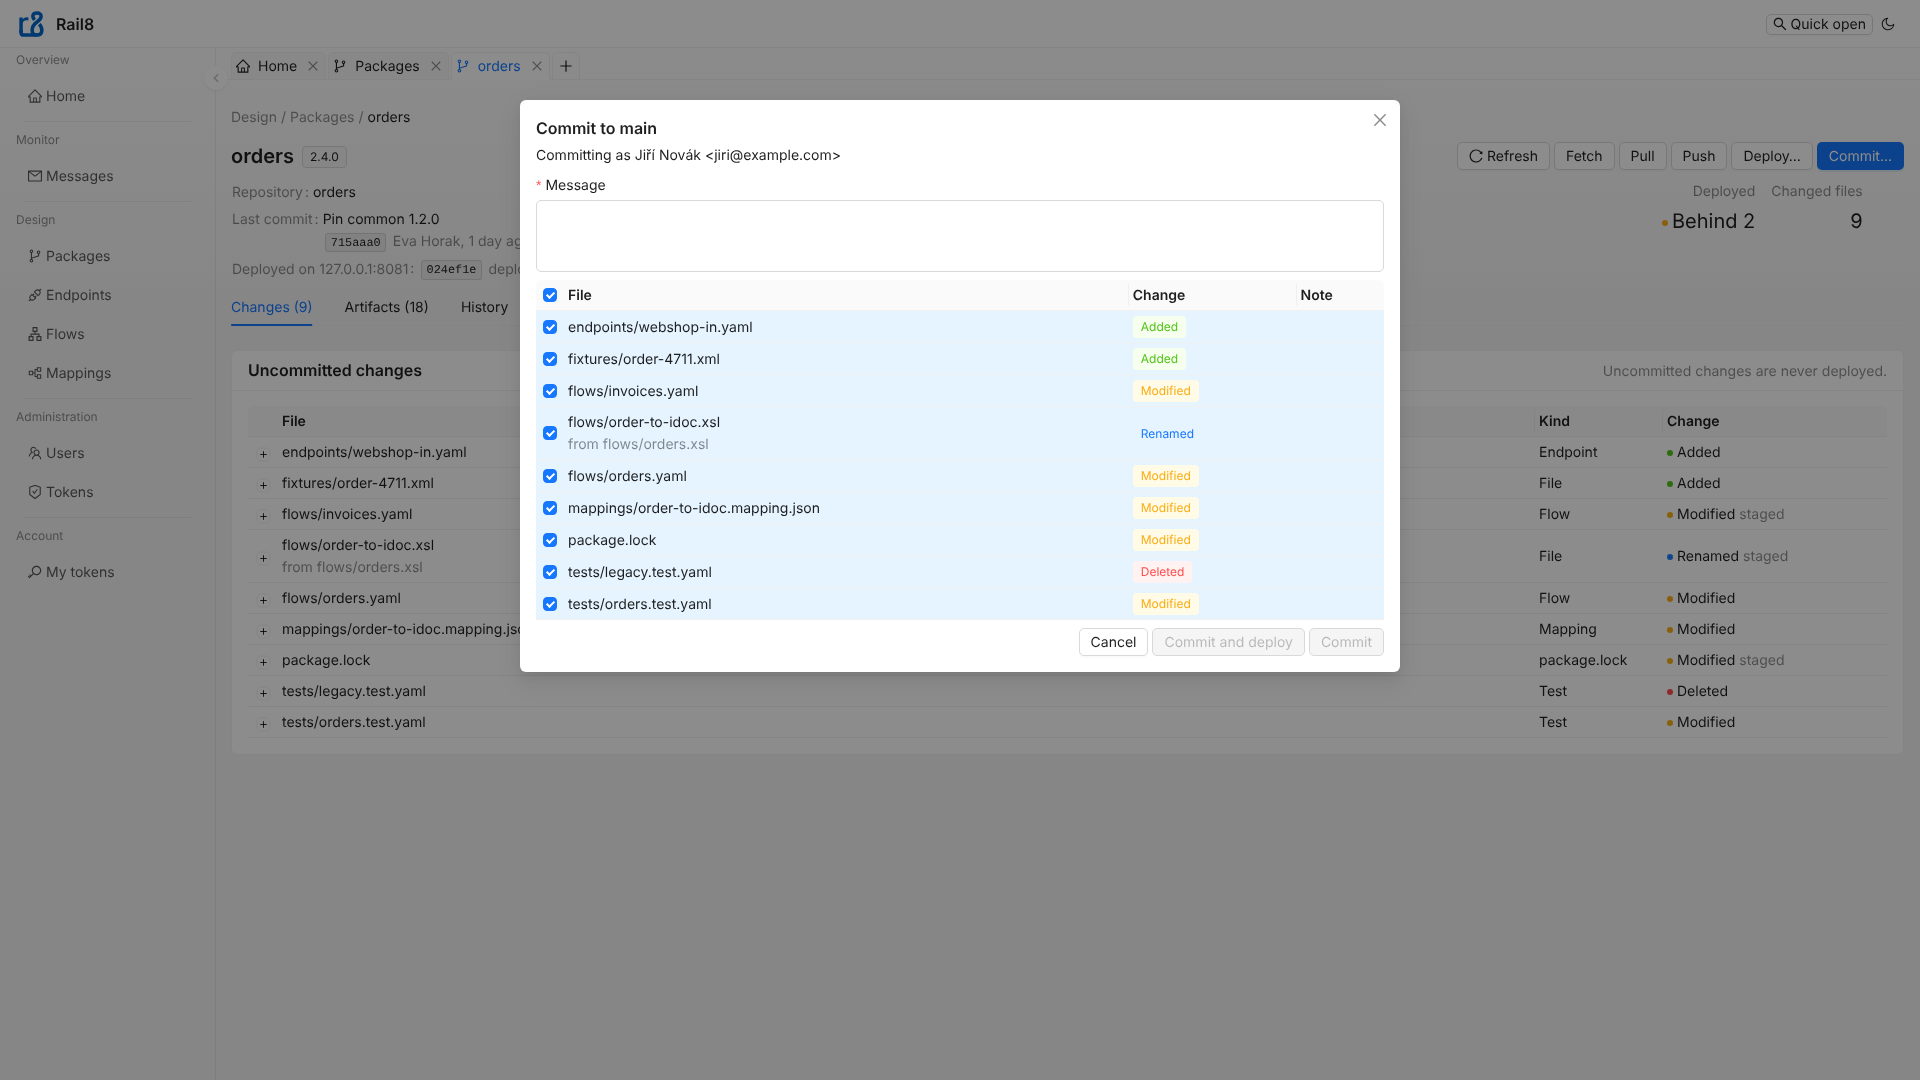 Rail8
Quick open
Overview
Home
Monitor
Messages
Design
Packages
Endpoints
Flows
Mappings
Administration
Users
Tokens
Account
My tokens
Home
Packages
orders
Design / Packages / orders
orders 2.4.0
Refresh
Fetch
Pull
Push
Deploy...
Commit...
Repository: orders
Deployed
Changed files
Last commit: Pin common 1.2.0
Behind 2
9
715aaa0 Eva Horak, 1 day
Deployed on 127.0.0.1:8081: 024ef1e
Changes (9)
Artifacts (18)
History
Uncommitted changes
Uncommitted changes are never deployed.
File
Kind
Change
endpoints/webshop-in.yaml
Endpoint
Added
fixtures/order-4711.xml
File
Added
flows/invoices.yaml
Flow
Modified staged
flows/order-to-idoc.xsl
from flows/orders.xsl
File
Renamed staged
flows/orders.yaml
Flow
Modified
mappings/order-to-idoc.mapping.js
Mapping
Modified
package.lock
package.lock
Modified staged
tests/legacy.test.yaml
Test
Deleted
tests/orders.test.yaml
Test
Modified
Commit to main
Committing as Jiří Novák <jiri@example.com>
* Message
File
Change
Note
endpoints/webshop-in.yaml
Added
fixtures/order-4711.xml
Added
flows/invoices.yaml
Modified
flows/order-to-idoc.xsl
from flows/orders.xsl
Renamed
flows/orders.yaml
Modified
mappings/order-to-idoc.mapping.json
Modified
package.lock
Modified
tests/legacy.test.yaml
Deleted
tests/orders.test.yaml
Modified
Cancel
Commit and deploy
Commit